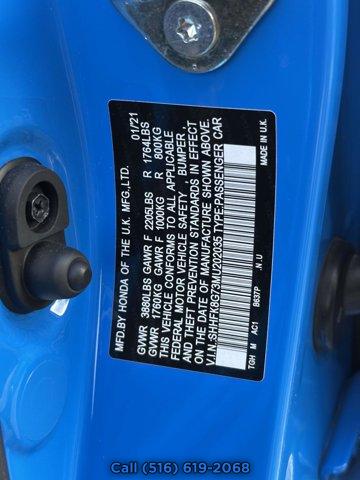 MFD.BY HONDA OF THE U.K. MFG.,LTD. 01/21
GVWR 3880LBS GAWR F 2205LBS R 1764LBS
GVWR 1760KG GAWR F 1000KG R 800KG
THIS VEHICLE CONFORMS TO ALL APPLICABLE
FEDERAL MOTOR VEHICLE SAFETY , BUMPER ,
AND THEFT PREVENTION STANDARDS IN EFFECT
ON THE DATE OF MANUFACTURE SHOWN ABOVE.
V.I.N.:SHHFK8G73MU202035 TYPE:PASSENGER CAR
TGH M AC1 B637P N U MADE IN U.K.
Call (516) 619-2068